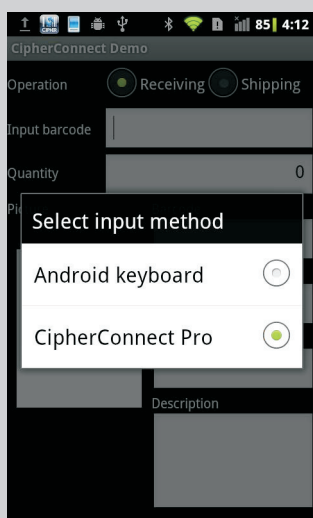 85 4:12
CipherConnect Demo
Operation
Receiving
Shipping
Input barcode
Quantity
0
Select input method
Android keyboard
CipherConnect Pro
Description